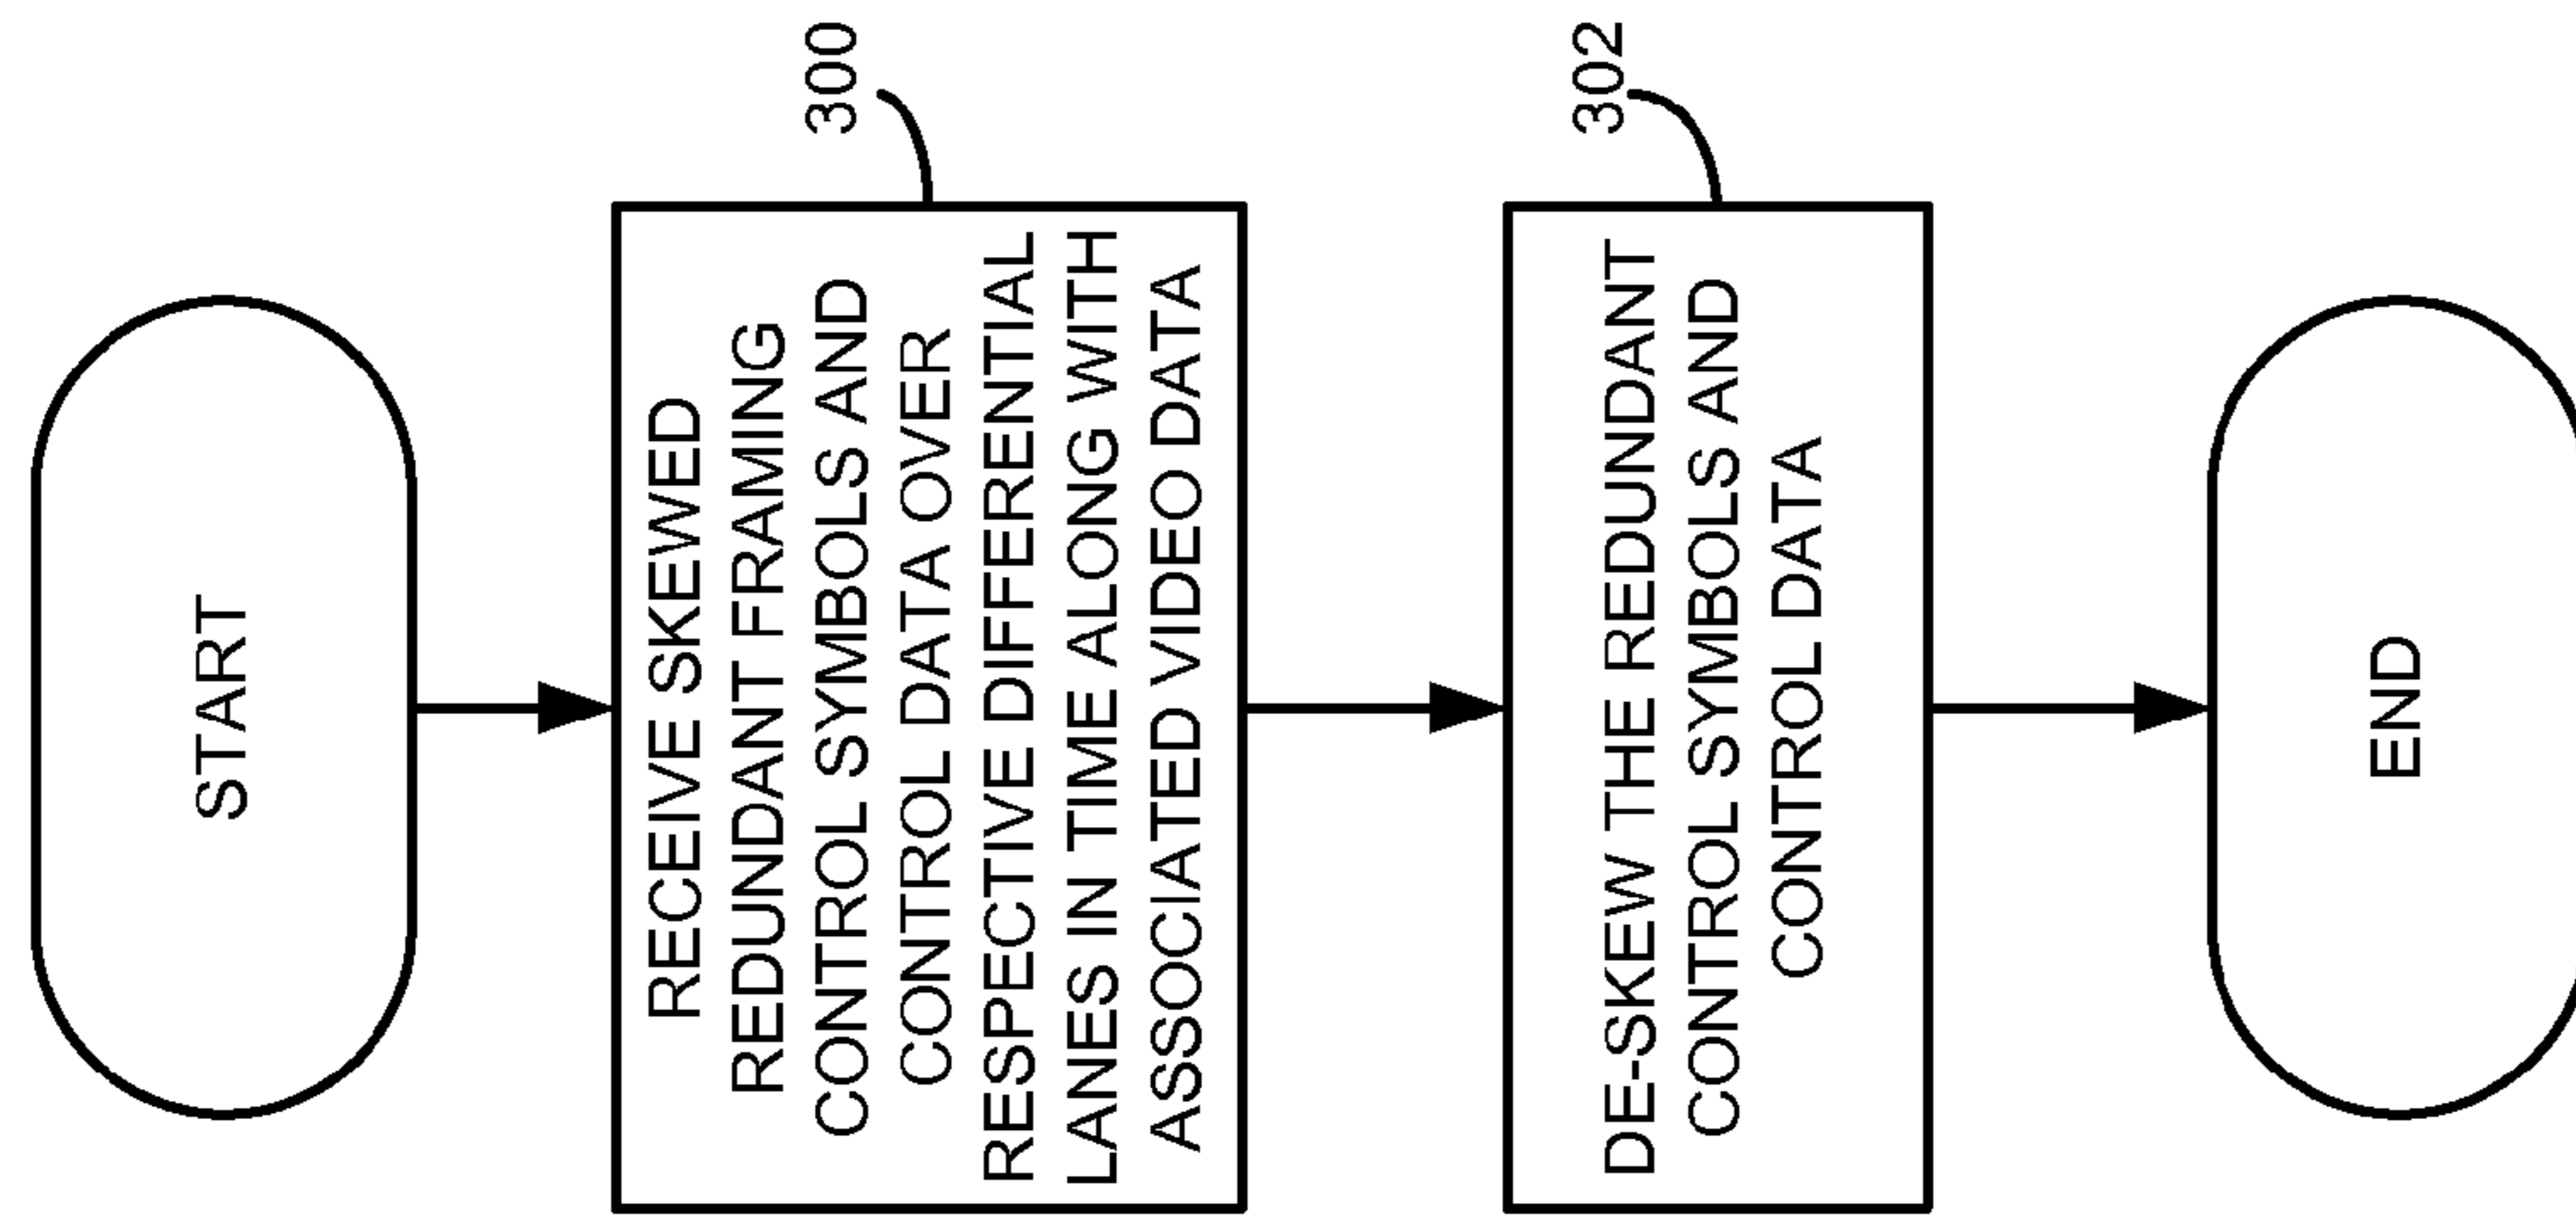 START
300
RECEIVE SKEWED
REDUNDANT FRAMING
CONTROL SYMBOLS AND
CONTROL DATA OVER
RESPECTIVE DIFFERENTIAL
LANES IN TIME ALONG WITH
ASSOCIATED VIDEO DATA
302
DE-SKEW THE REDUNDANT
CONTROL SYMBOLS AND
CONTROL DATA
END